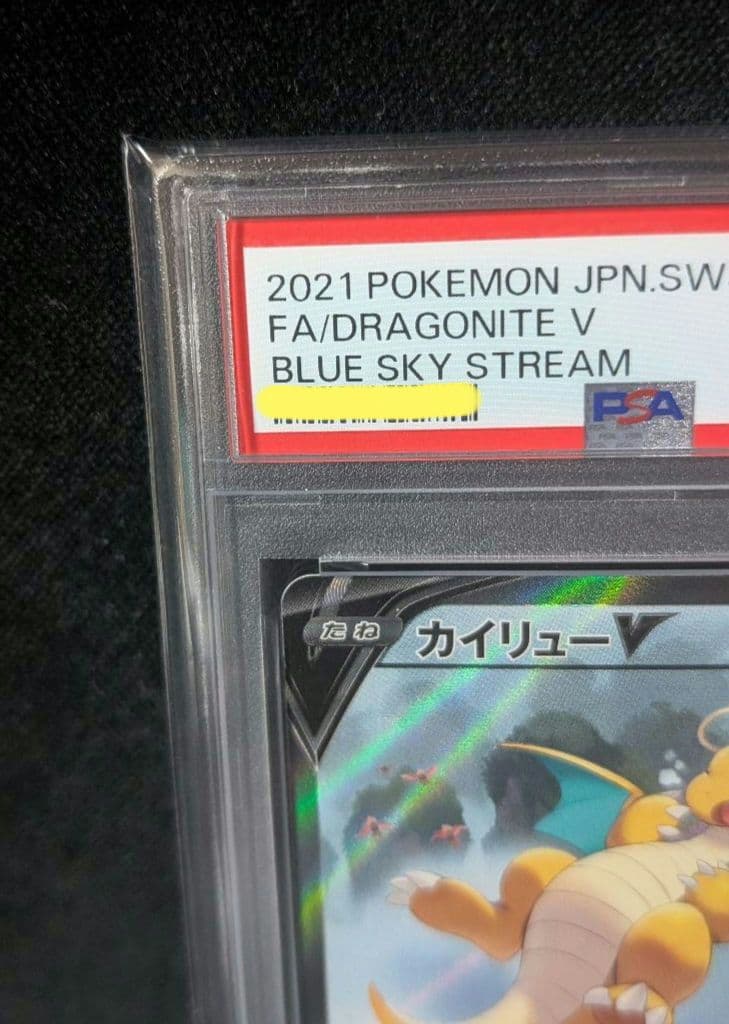 2021 POKEMON JPN.SW
FA/DRAGONITE V
BLUE SKY STREAM
PSA
たね カイリューV